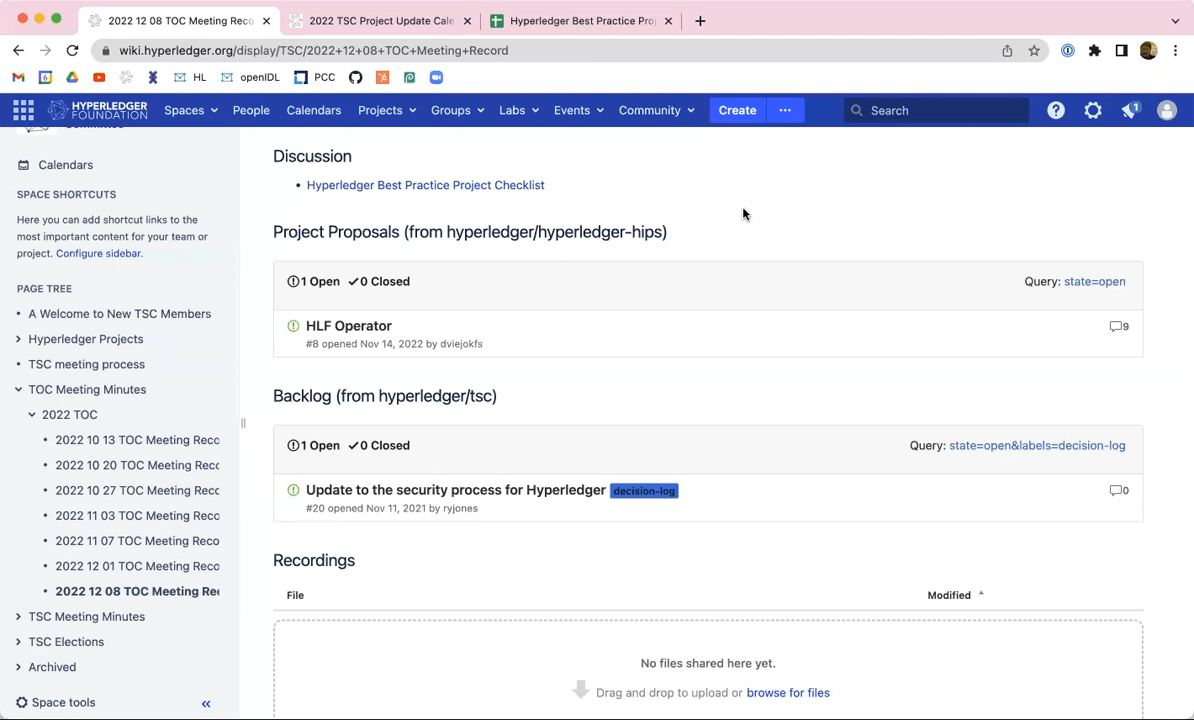 2022 12 08 TOC Meeting Reco
2022 TSC Project Update Cale
Hyperledger Best Practice Pro
wiki.hyperledger.org/display/TSC/2022+12+08+TOC+Meeting+Record
6
HL
openIDL
PCC
HYPERLEDGER
FOUNDATION
Spaces
People
Calendars
Projects
Groups
Labs
Events
Community
Create
Search
1
Calendars
SPACE SHORTCUTS
Here you can add shortcut links to the
most important content for your team or
project. Configure sidebar.
PAGE TREE
A Welcome to New TSC Members
Hyperledger Projects
TSC meeting process
TOC Meeting Minutes
2022 TOC
2022 10 13 TOC Meeting Reco
2022 10 20 TOC Meeting Reco
2022 10 27 TOC Meeting Reco
2022 11 03 TOC Meeting Reco
2022 11 07 TOC Meeting Reco
2022 12 01 TOC Meeting Reco
2022 12 08 TOC Meeting Re
TSC Meeting Minutes
TSC Elections
Archived
Space tools
Discussion
Hyperledger Best Practice Project Checklist
Project Proposals (from hyperledger/hyperledger-hips)
1 Open 0 Closed
Query: state=open
HLF Operator
9
#8 opened Nov 14, 2022 by dviejokfs
Backlog (from hyperledger/tsc)
1 Open 0 Closed
Query: state=open&labels=decision-log
Update to the security process for Hyperledger decision-log
0
#20 opened Nov 11, 2021 by ryjones
Recordings
File
Modified
No files shared here yet.
Drag and drop to upload or browse for files